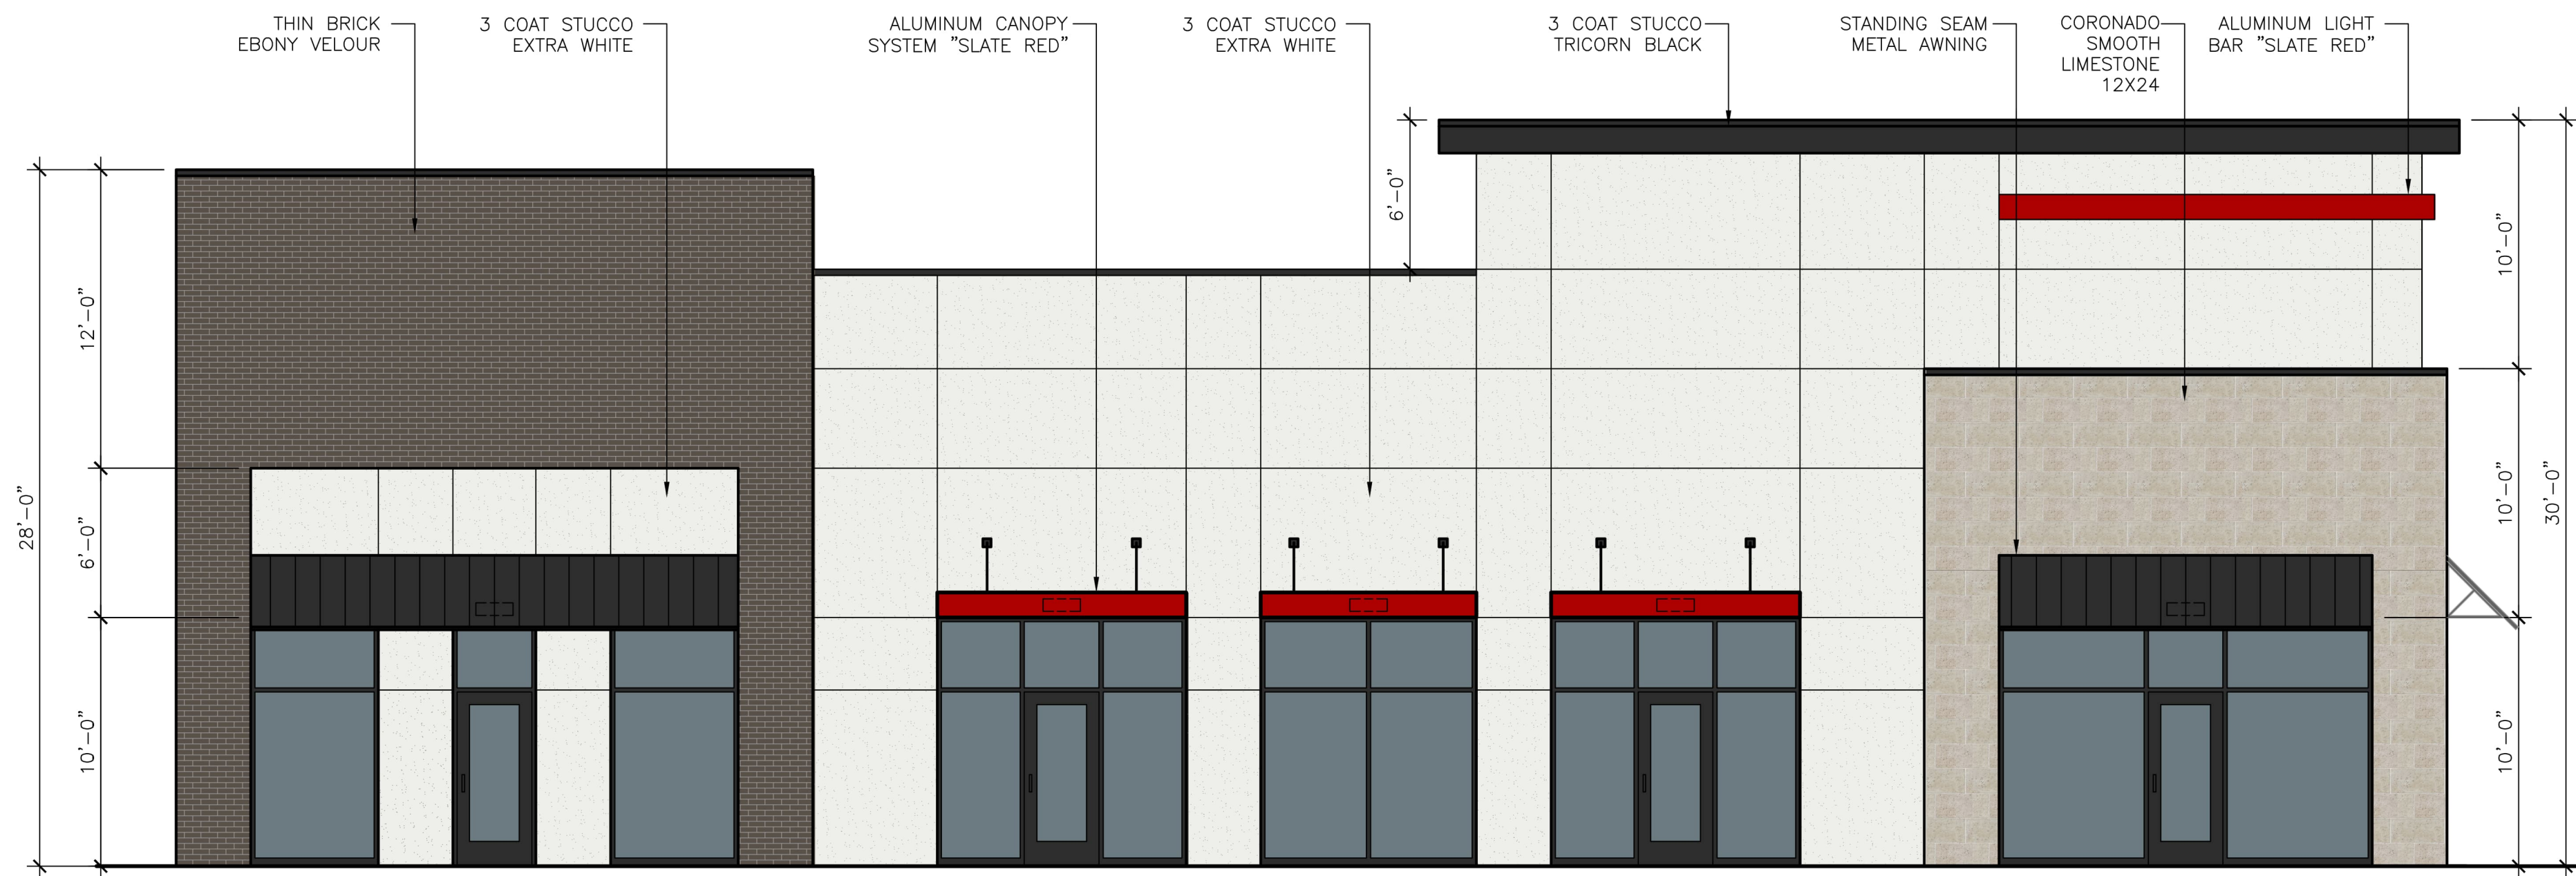 THIN BRICK
EBONY VELOUR
3 COAT STUCCO
EXTRA WHITE
ALUMINUM CANOPY
SYSTEM "SLATE RED"
3 COAT STUCCO
EXTRA WHITE
3 COAT STUCCO
TRICORN BLACK
STANDING SEAM
METAL AWNING
CORONADO
SMOOTH
LIMESTONE
12X24
ALUMINUM LIGHT
BAR "SLATE RED"
28'-0"
12'-0"
6'-0"
10'-0"
6'-0"
10'-0"
10'-0"
10'-0"
30'-0"